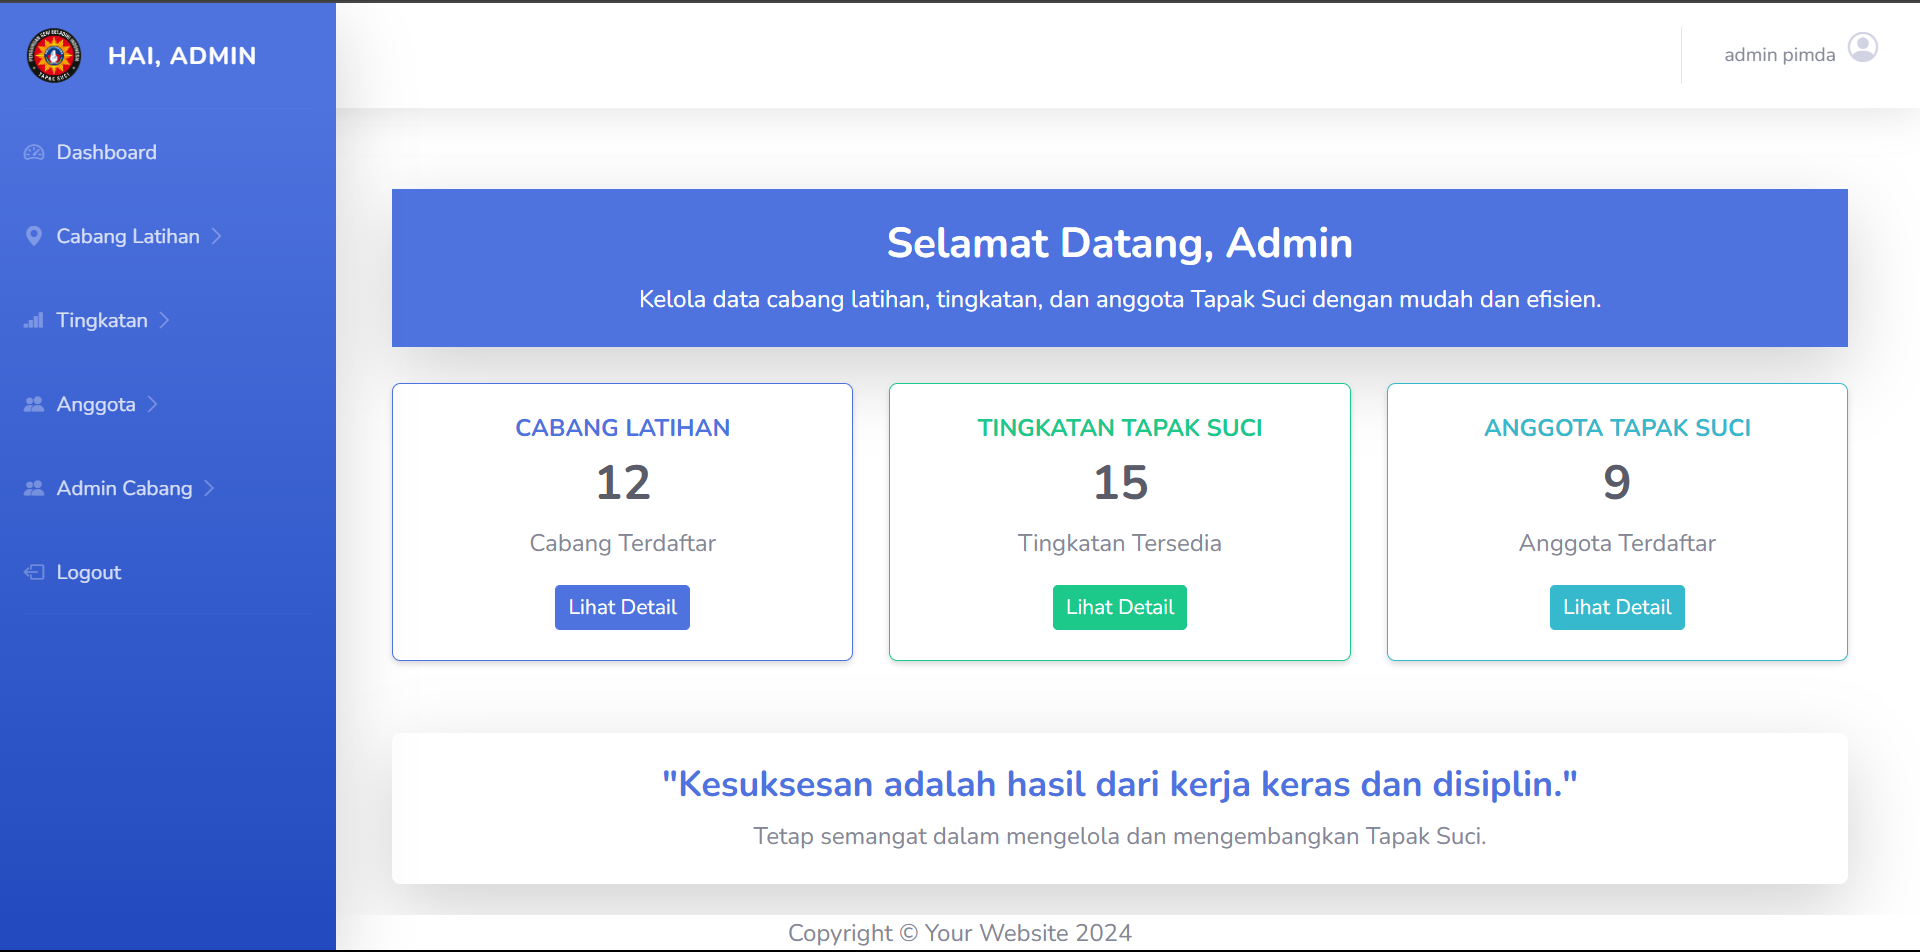 HAI, ADMIN
admin pimda
Dashboard
Cabang Latihan
Tingkatan
Anggota
Admin Cabang
Logout
Selamat Datang, Admin
Kelola data cabang latihan, tingkatan, dan anggota Tapak Suci dengan mudah dan efisien.
CABANG LATIHAN
12
Cabang Terdaftar
Lihat Detail
TINGKATAN TAPAK SUCI
15
Tingkatan Tersedia
Lihat Detail
ANGGOTA TAPAK SUCI
9
Anggota Terdaftar
Lihat Detail
"Kesuksesan adalah hasil dari kerja keras dan disiplin."
Tetap semangat dalam mengelola dan mengembangkan Tapak Suci.
Copyright © Your Website 2024